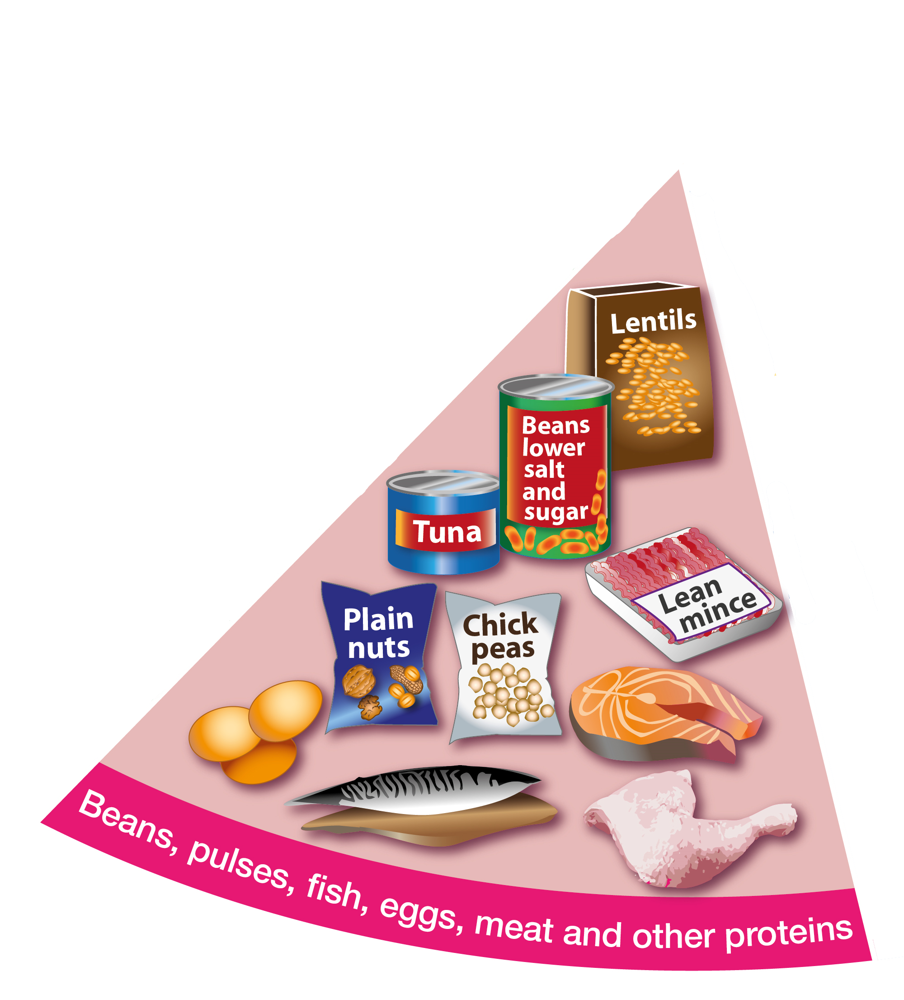 Lentils
Beans
lower
salt
and
sugar
Tuna
Lean
mince
Plain
nuts
Chick
peas
Beans, pulses, fish, eggs, meat and other proteins